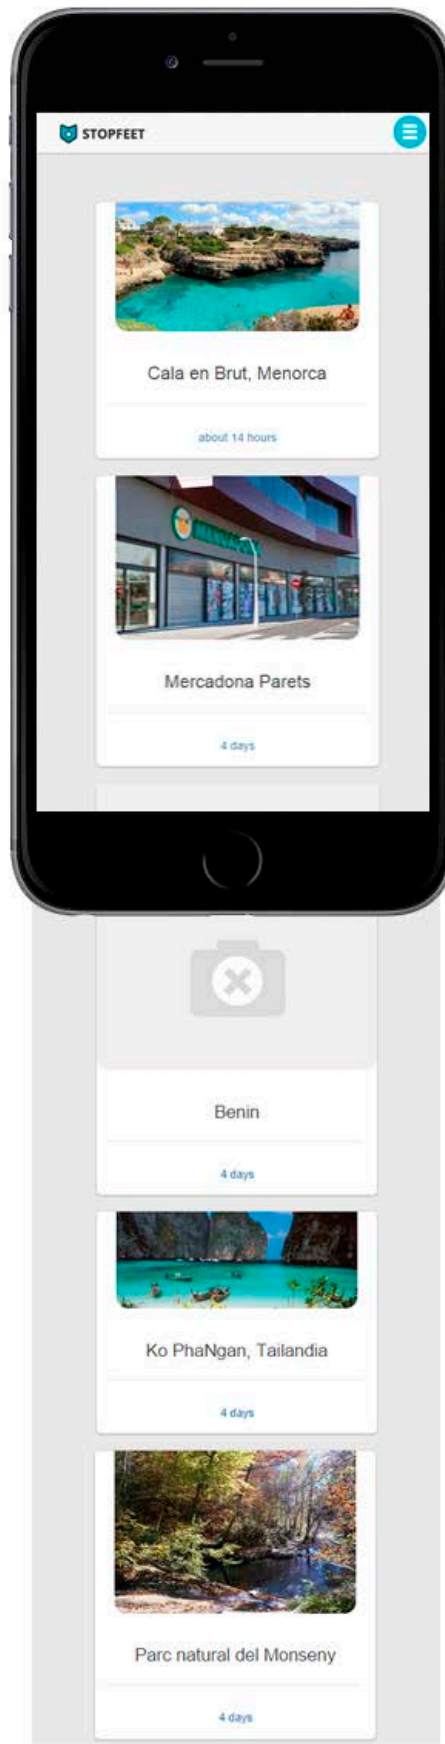 STOPFEET
Cala en Brut, Menorca
about 14 hours
MERCADONA
Mercadona Parets
4 days
Benin
4 days
Ko PhaNgan, Tailandia
4 days
Parc natural del Monseny
4 days